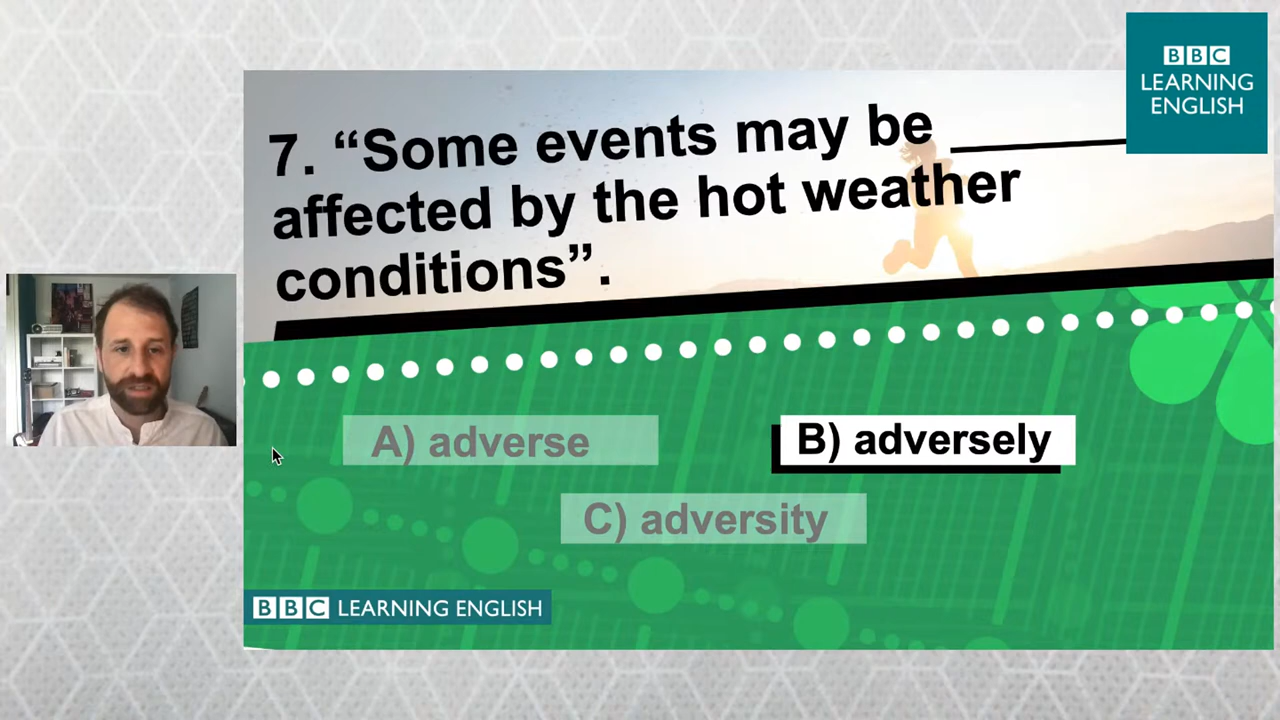 BBC
LEARNING
ENGLISH
7. “Some events may be ______
affected by the hot weather
conditions”.
A) adverse
B) adversely
C) adversity
BBC LEARNING ENGLISH